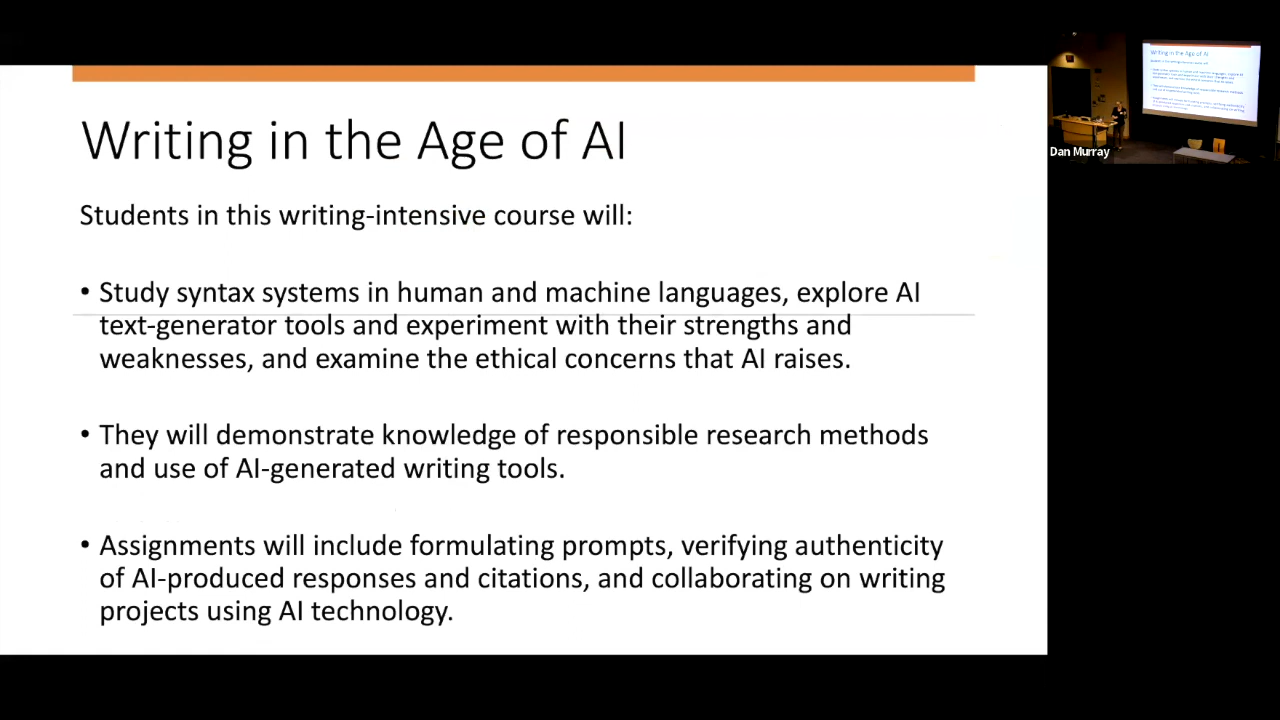 Writing in the Age of AI
Students in this writing-intensive course will:
• Study syntax systems in human and machine languages, explore AI
text-generator tools and experiment with their strengths and
weaknesses, and examine the ethical concerns that AI raises.
• They will demonstrate knowledge of responsible research methods
and use of AI-generated writing tools.
• Assignments will include formulating prompts, verifying authenticity
of AI-produced responses and citations, and collaborating on writing
projects using AI technology.
Writing in the Age of AI
Dan Murray